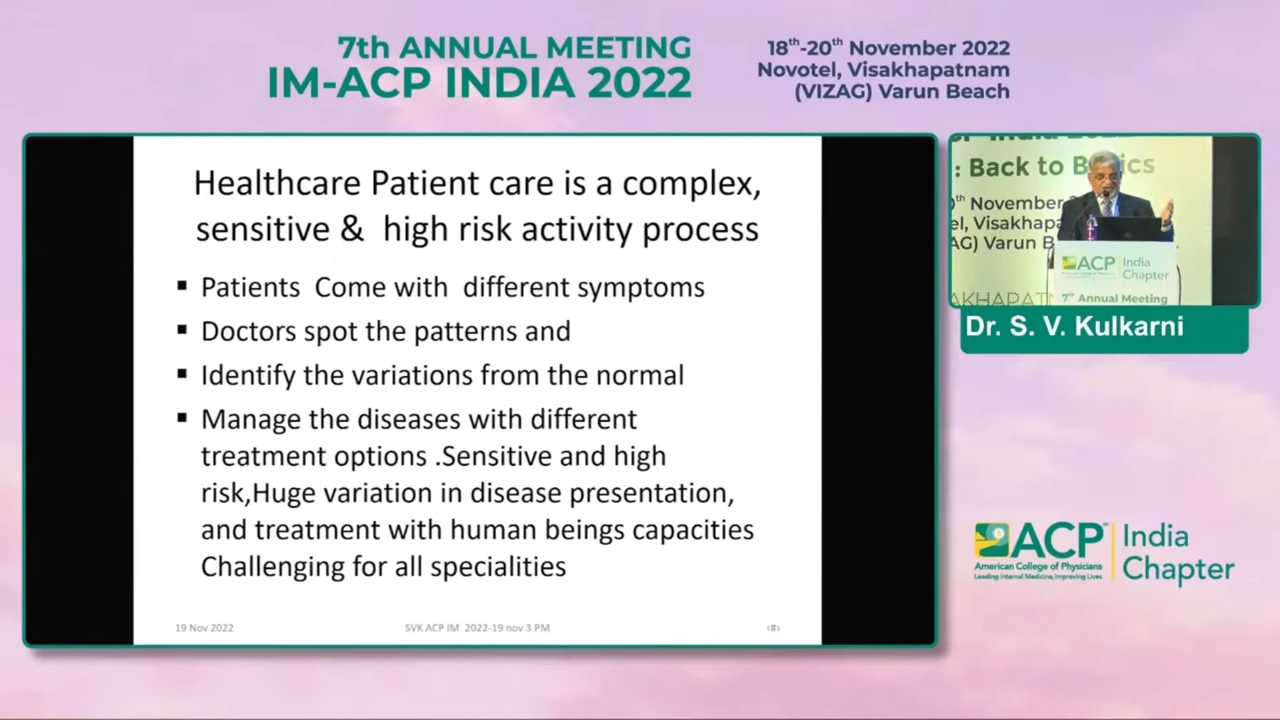 7th ANNUAL MEETING
IM-ACP INDIA 2022
18th-20th November 2022
Novotel, Visakhapatnam
(VIZAG) Varun Beach
Healthcare Patient care is a complex,
sensitive & high risk activity process
▪ Patients Come with different symptoms
▪ Doctors spot the patterns and
▪ Identify the variations from the normal
▪ Manage the diseases with different
treatment options .Sensitive and high
risk,Huge variation in disease presentation,
and treatment with human beings capacities
Challenging for all specialities
19 Nov 2022
SVK ACP IM 2022-19 nov 3 PM
‹#›
: Back to B ics
th November
el, Visakhapa
AG) Varun B
ACP India
Chapter
AKHAPAT
7th Annual Meeting
Dr. S. V. Kulkarni
ACP™
American College of Physicians
Leading Internal Medicine, Improving Lives
India
Chapter